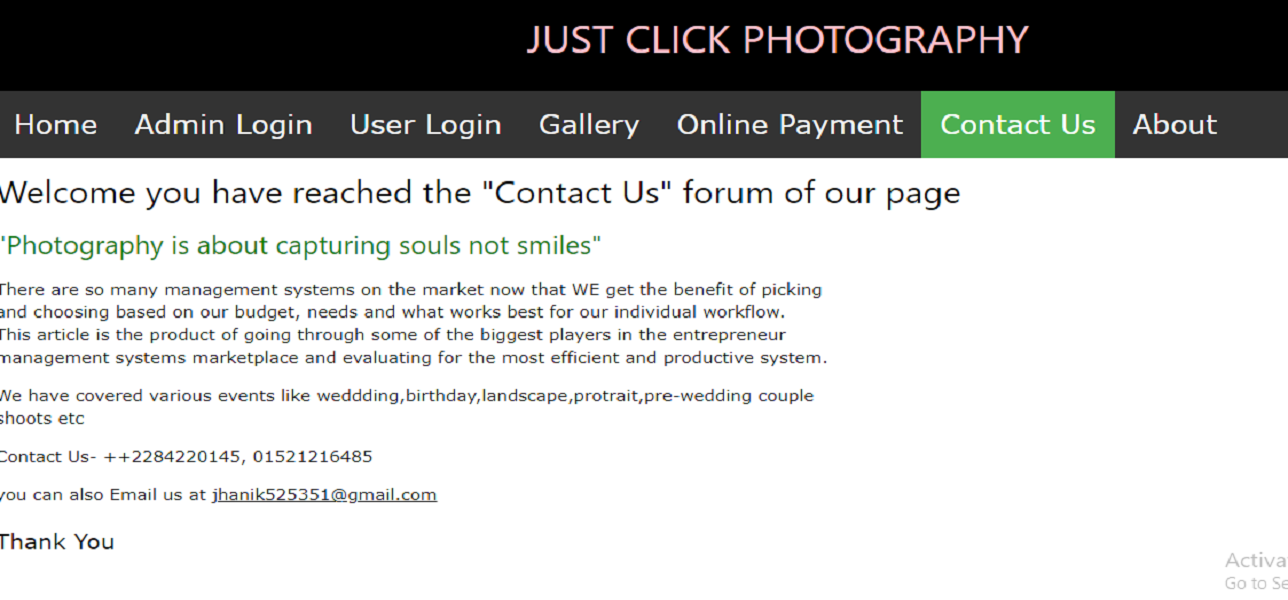 JUST CLICK PHOTOGRAPHY
Home Admin Login User Login Gallery Online Payment Contact Us About
Welcome you have reached the "Contact Us" forum of our page
"Photography is about capturing souls not smiles"
There are so many management systems on the market now that WE get the benefit of picking
and choosing based on our budget, needs and what works best for our individual workflow.
This article is the product of going through some of the biggest players in the entrepreneur
management systems marketplace and evaluating for the most efficient and productive system.
We have covered various events like weddding,birthday,landscape,protrait,pre-wedding couple
shoots etc
Contact Us- ++2284220145, 01521216485
you can also Email us at jhanik525351@gmail.com
Thank You
Activa
Go to Se